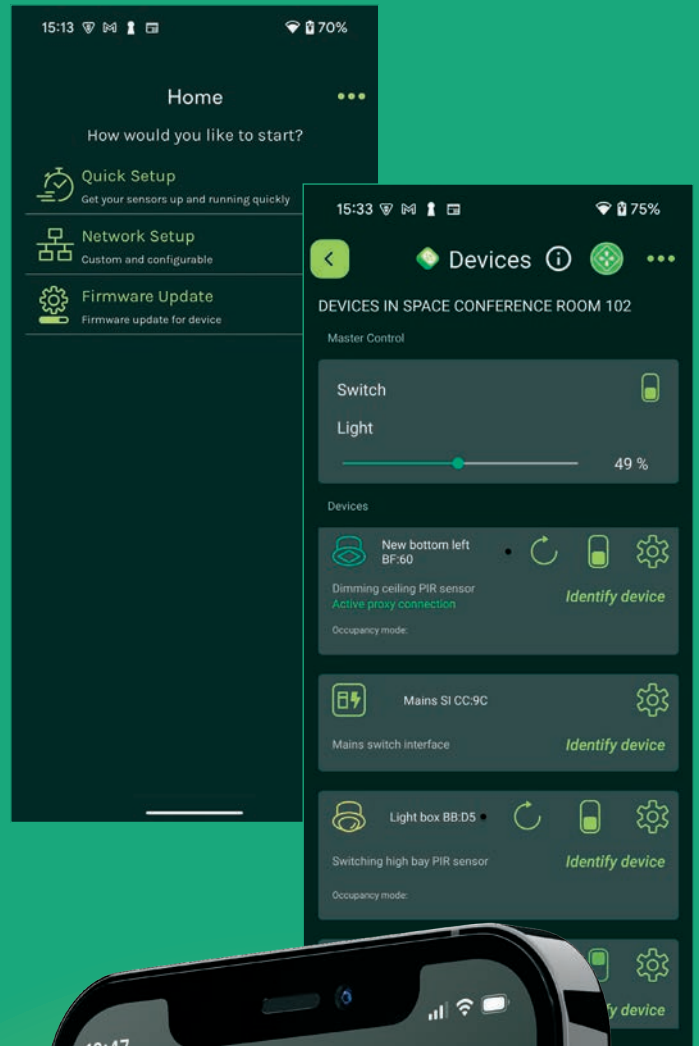 15:13 70%
Home
How would you like to start?
Quick Setup
Get your sensors up and running quickly
Network Setup
Custom and configurable
Firmware Update
Firmware update for device
15:33 75%
Devices
DEVICES IN SPACE CONFERENCE ROOM 102
Master Control
Switch
Light
49 %
Devices
New bottom left
BF:60
Dimming ceiling PIR sensor
Active proxy connection
Identify device
Occupancy mode:
Mains SI CC:9C
Mains switch interface
Identify device
Light box BB:D5
Switching high bay PIR sensor
Identify device
Occupancy mode:
device